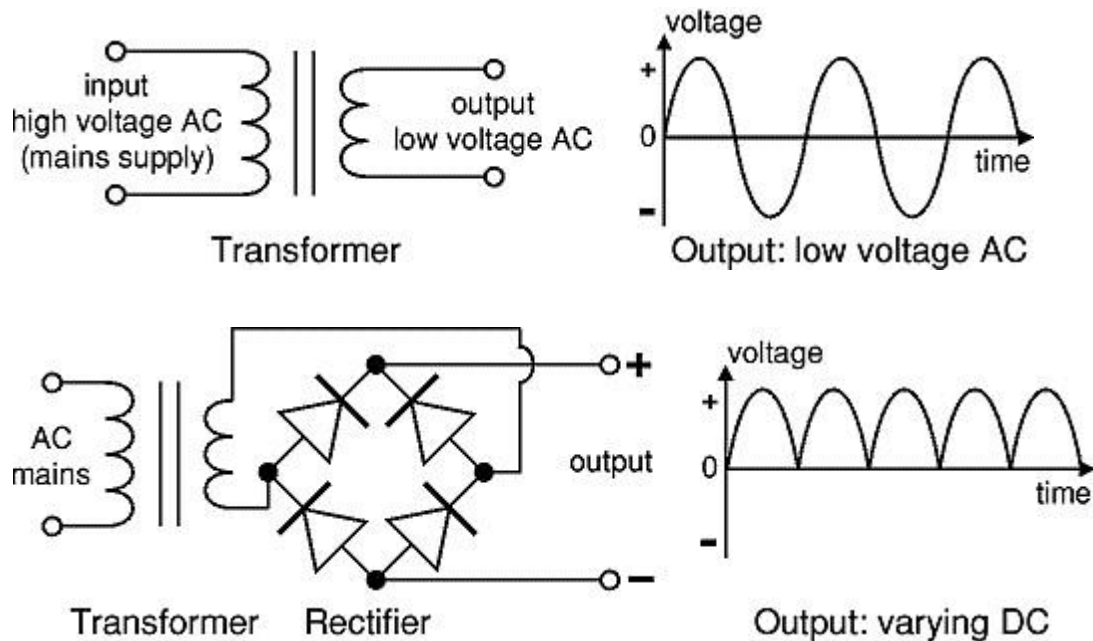 input
high voltage AC
(mains supply)
output
low voltage AC
Transformer
voltage
+
0
-
time
Output: low voltage AC
AC
mains
+
output
-
Transformer
Rectifier
voltage
+
0
-
time
Output: varying DC